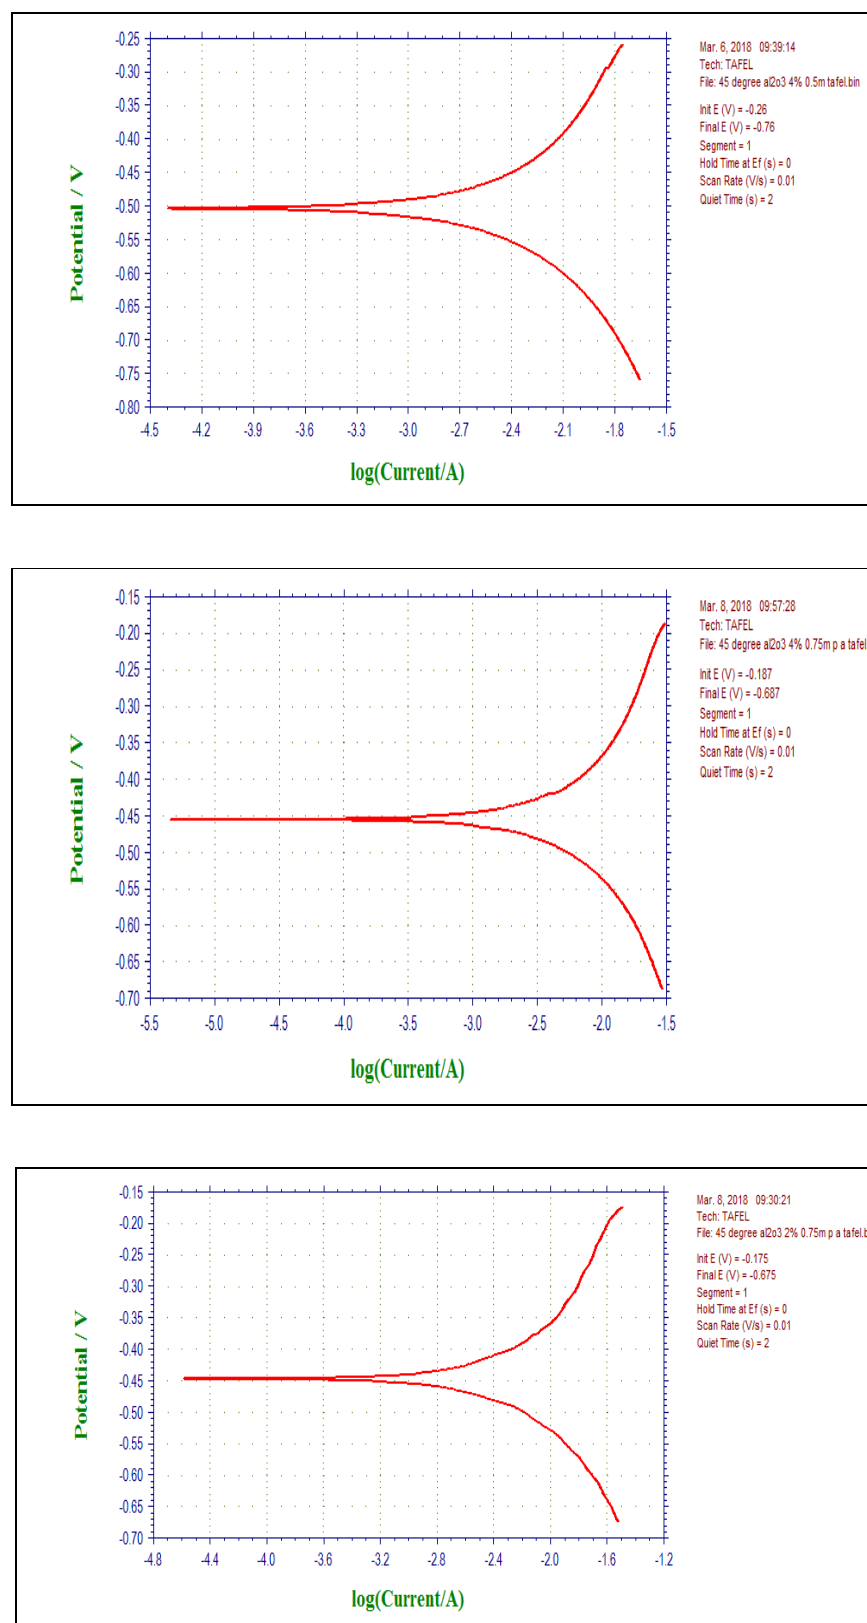 Mar. 6, 2018 09:39:14
Tech: TAFEL
File: 45 degree al2o3 4% 0.5m tafel.bin
Init E (V) = -0.26
Final E (V) = -0.76
Segment = 1
Hold Time at Ef (s) = 0
Scan Rate (V/s) = 0.01
Quiet Time (s) = 2
Potential / V
-0.25
-0.30
-0.35
-0.40
-0.45
-0.50
-0.55
-0.60
-0.65
-0.70
-0.75
-0.80
-4.5 -4.2 -3.9 -3.6 -3.3 -3.0 -2.7 -2.4 -2.1 -1.8 -1.5
log(Current/A)
Mar. 8, 2018 09:57:28
Tech: TAFEL
File: 45 degree al2o3 4% 0.75m p a tafel.
Init E (V) = -0.187
Final E (V) = -0.687
Segment = 1
Hold Time at Ef (s) = 0
Scan Rate (V/s) = 0.01
Quiet Time (s) = 2
Potential / V
-0.15
-0.20
-0.25
-0.30
-0.35
-0.40
-0.45
-0.50
-0.55
-0.60
-0.65
-0.70
-5.5 -5.0 -4.5 -4.0 -3.5 -3.0 -2.5 -2.0 -1.5
log(Current/A)
Mar. 8, 2018 09:30:21
Tech: TAFEL
File: 45 degree al2o3 2% 0.75m p a tafel.b
Init E (V) = -0.175
Final E (V) = -0.675
Segment = 1
Hold Time at Ef (s) = 0
Scan Rate (V/s) = 0.01
Quiet Time (s) = 2
Potential / V
-0.15
-0.20
-0.25
-0.30
-0.35
-0.40
-0.45
-0.50
-0.55
-0.60
-0.65
-0.70
-4.8 -4.4 -4.0 -3.6 -3.2 -2.8 -2.4 -2.0 -1.6 -1.2
log(Current/A)